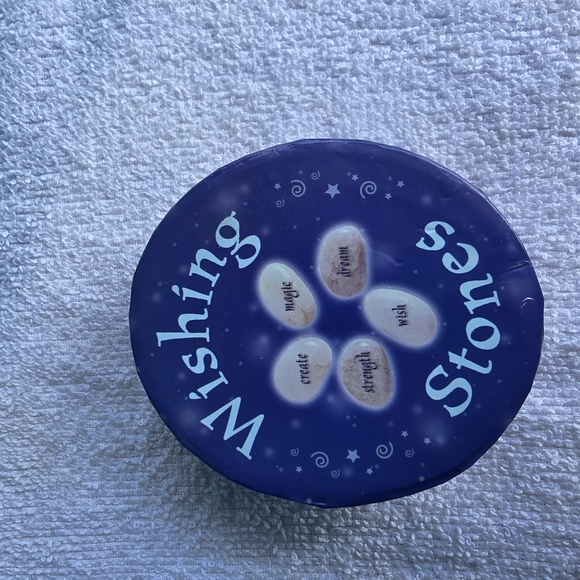 Wishing
dream
magic
wish
create
strength
Stones